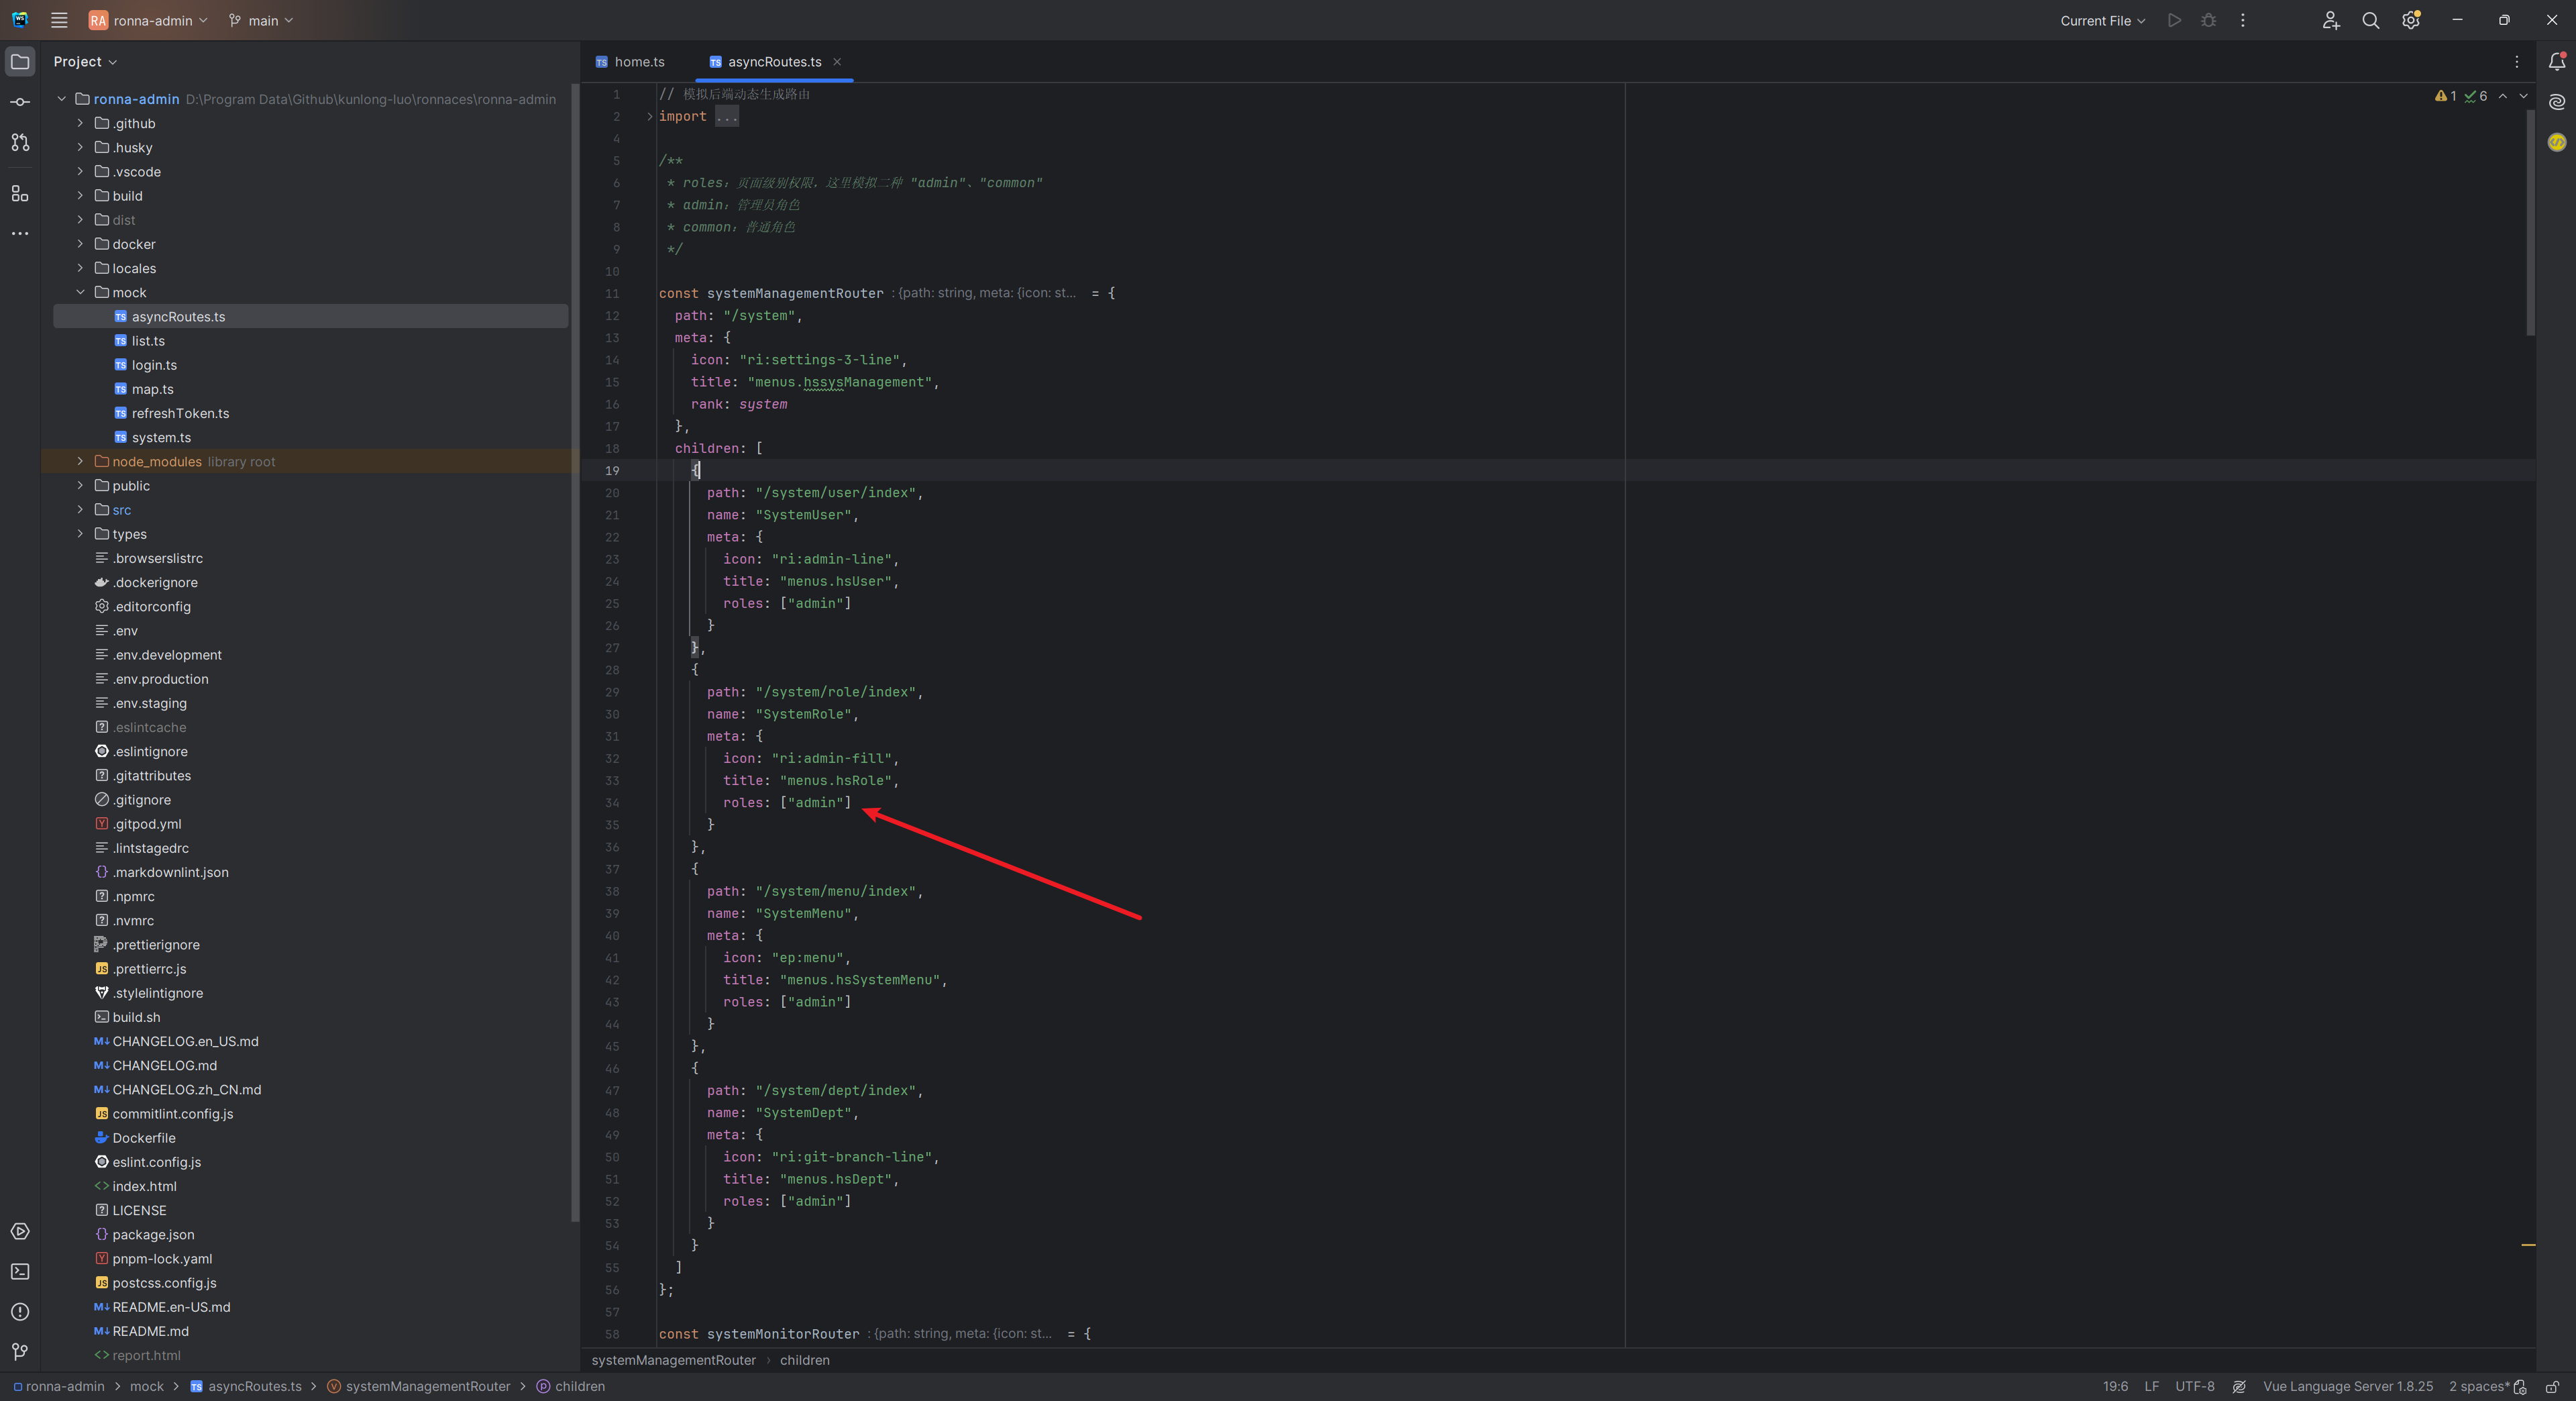 RA ronna-admin main Current File
Project
ronna-admin D:\Program Data\Github\kunlong-luo\ronnaces\ronna-admin
.github
.husky
.vscode
build
dist
docker
locales
mock
asyncRoutes.ts
list.ts
login.ts
map.ts
refreshToken.ts
system.ts
node_modules library root
public
src
types
.browserslistrc
.dockerignore
.editorconfig
.env
.env.development
.env.production
.env.staging
.eslintcache
.eslintignore
.gitattributes
.gitignore
.gitpod.yml
.lintstagedrc
.markdownlint.json
.npmrc
.nvmrc
.prettierignore
.prettierrc.js
.stylelintignore
build.sh
CHANGELOG.en_US.md
CHANGELOG.md
CHANGELOG.zh_CN.md
commitlint.config.js
Dockerfile
eslint.config.js
index.html
LICENSE
package.json
pnpm-lock.yaml
postcss.config.js
README.en-US.md
README.md
report.html
home.ts asyncRoutes.ts
1 6
1 // 模拟后端动态生成路由
2 import ...
4
5 /**
6 * roles：页面级别权限，这里模拟二种 "admin"、"common"
7 * admin：管理员角色
8 * common：普通角色
9 */
10
11 const systemManagementRouter : {path: string, meta: {icon: st... = {
12 path: "/system",
13 meta: {
14 icon: "ri:settings-3-line",
15 title: "menus.hssysManagement",
16 rank: system
17 },
18 children: [
19 {
20 path: "/system/user/index",
21 name: "SystemUser",
22 meta: {
23 icon: "ri:admin-line",
24 title: "menus.hsUser",
25 roles: ["admin"]
26 }
27 },
28 {
29 path: "/system/role/index",
30 name: "SystemRole",
31 meta: {
32 icon: "ri:admin-fill",
33 title: "menus.hsRole",
34 roles: ["admin"]
35 }
36 },
37 {
38 path: "/system/menu/index",
39 name: "SystemMenu",
40 meta: {
41 icon: "ep:menu",
42 title: "menus.hsSystemMenu",
43 roles: ["admin"]
44 }
45 },
46 {
47 path: "/system/dept/index",
48 name: "SystemDept",
49 meta: {
50 icon: "ri:git-branch-line",
51 title: "menus.hsDept",
52 roles: ["admin"]
53 }
54 }
55 ]
56 };
57
58 const systemMonitorRouter : {path: string, meta: {icon: st... = {
systemManagementRouter › children
ronna-admin › mock › asyncRoutes.ts › systemManagementRouter › children 19:6 LF UTF-8 Vue Language Server 1.8.25 2 spaces*